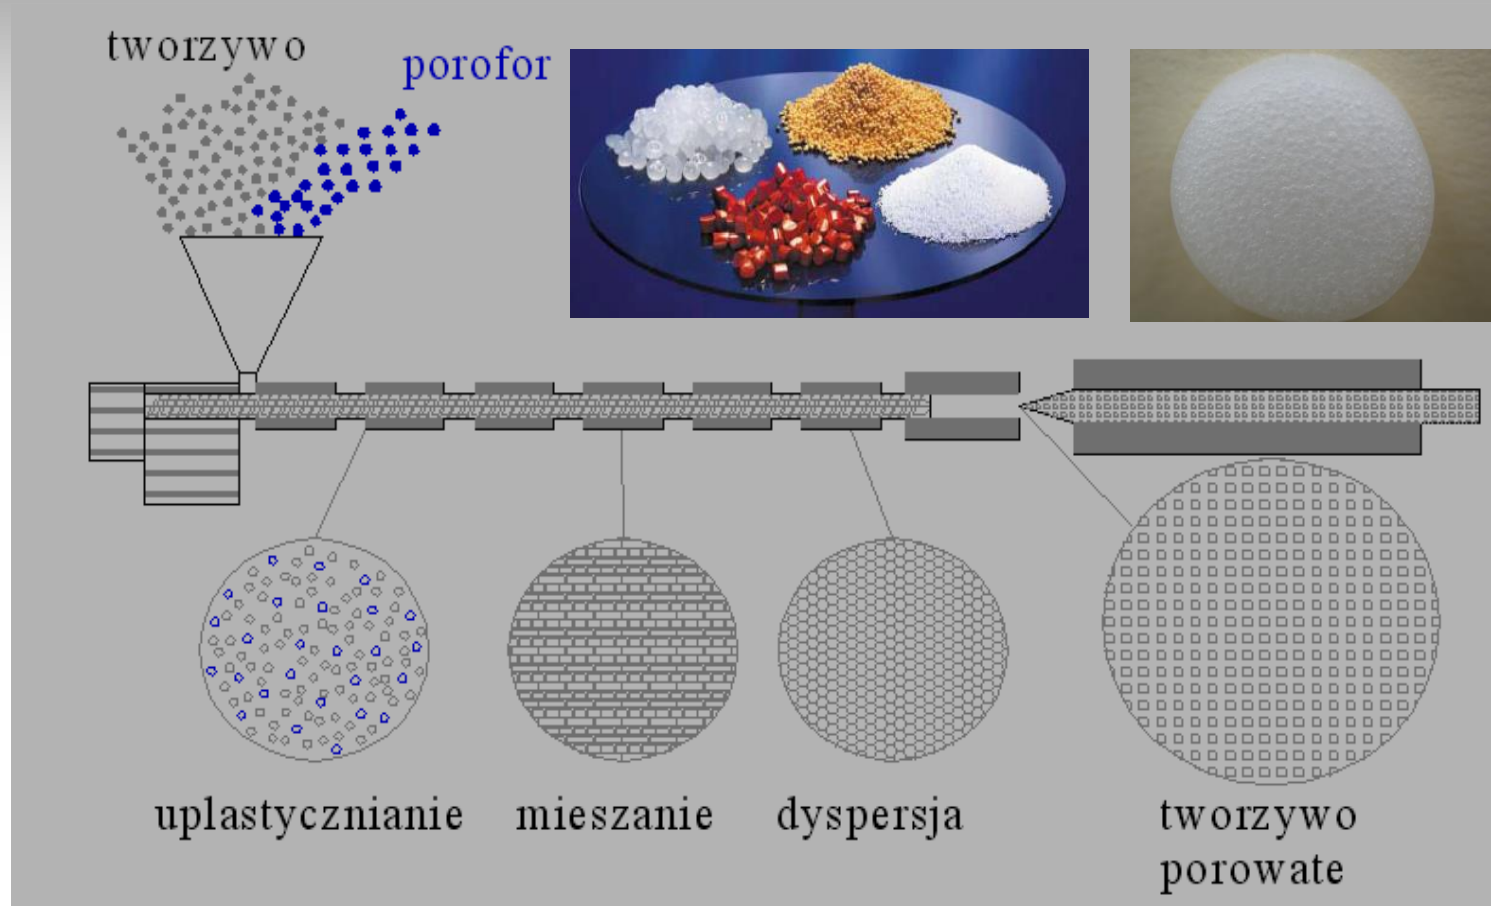 tworzywo
porofor
uplastycznianie
mieszanie
dyspersja
tworzywo
porowate